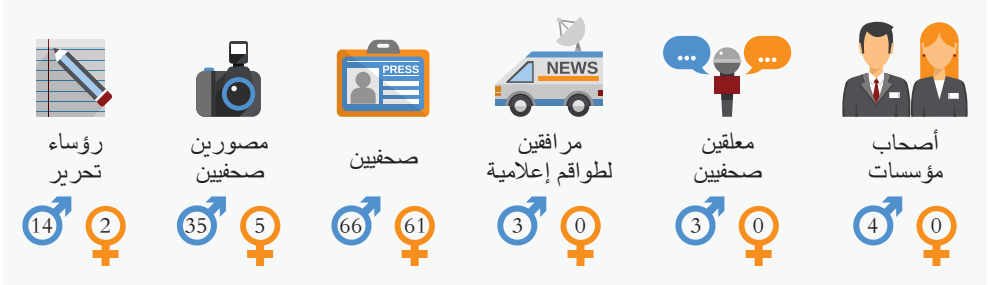 PRESS
NEWS
أصحاب
مؤسسات
معلقين
صحفيين
مرافقين
لطواقم إعلامية
صحفيين
مصورين
صحفيين
رؤساء
تحرير
0 4
0 3
0 3
61 66
5 35
2 14